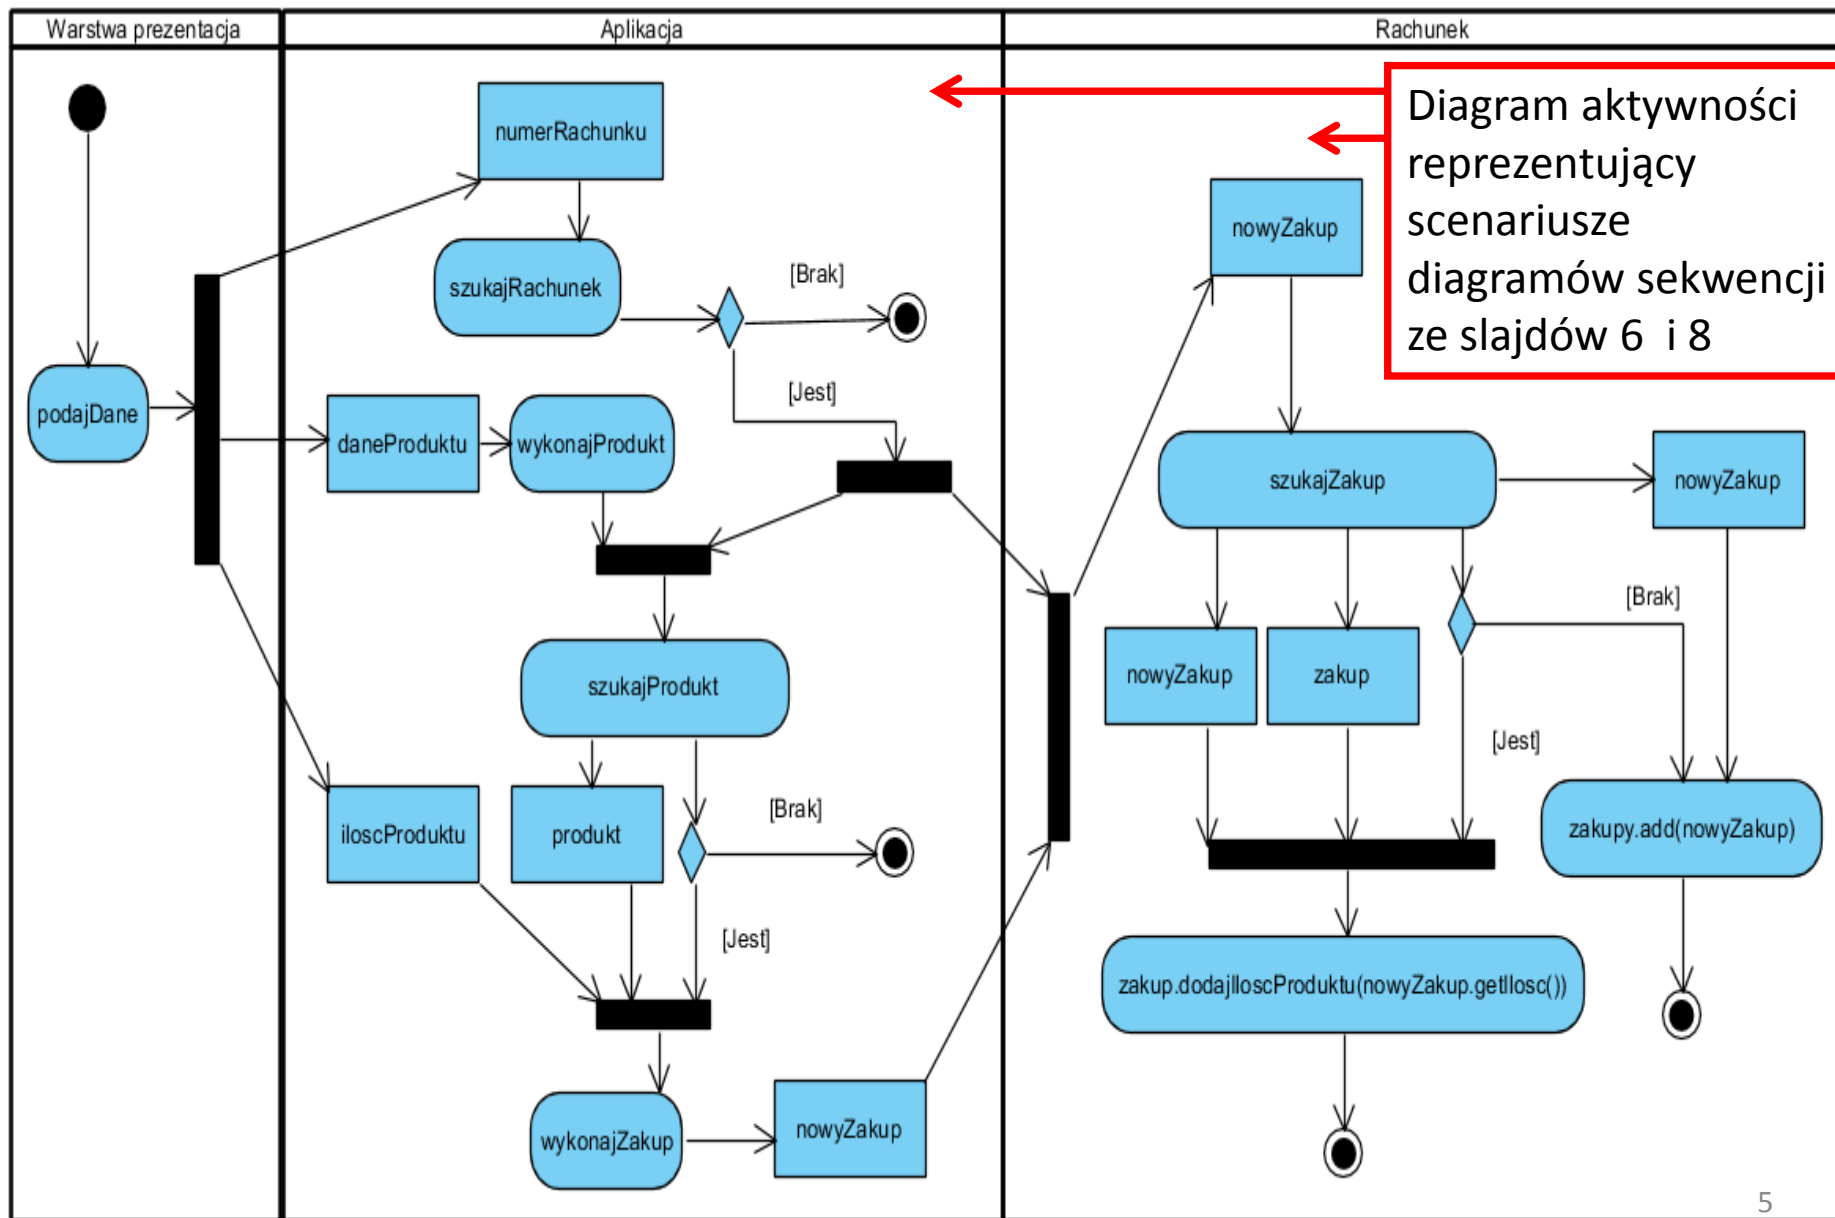 Warstwa prezentacja
Aplikacja
Rachunek
Diagram aktywności
reprezentujący
scenariusze
diagramów sekwencji
ze slajdów 6 i 8
numerRachunku
nowyZakup
szukajRachunek
[Brak]
[Jest]
podajDane
daneProduktu
wykonajProdukt
szukajZakup
nowyZakup
[Brak]
szukajProdukt
nowyZakup
zakup
[Jest]
iloscProduktu
produkt
[Brak]
zakupy.add(nowyZakup)
[Jest]
zakup.dodajIloscProduktu(nowyZakup.getIlosc())
wykonajZakup
nowyZakup
5